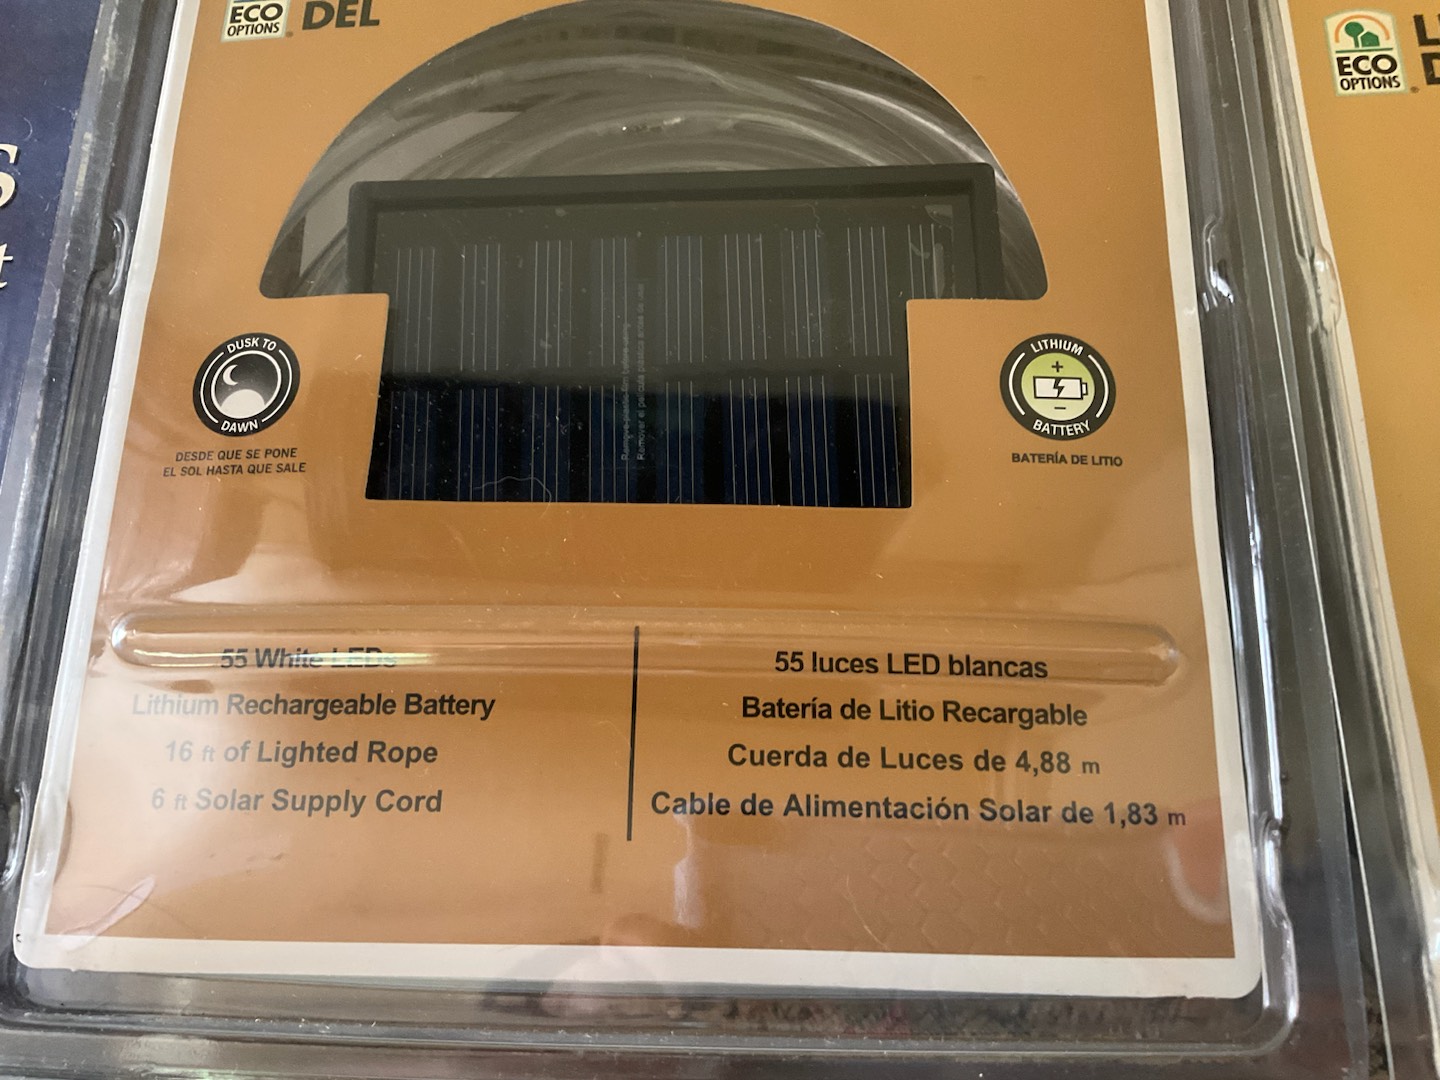 ECO
OPTIONS
DEL
ECO
OPTIONS
DUSK TO
DAWN
DESDE QUE SE PONE
EL SOL HASTA QUE SALE
Remover el
LITHIUM
+
−
BATTERY
BATERÍA DE LITIO
55 White LEDs
Lithium Rechargeable Battery
16 ft of Lighted Rope
6 ft Solar Supply Cord
55 luces LED blancas
Batería de Litio Recargable
Cuerda de Luces de 4,88 m
Cable de Alimentación Solar de 1,83 m